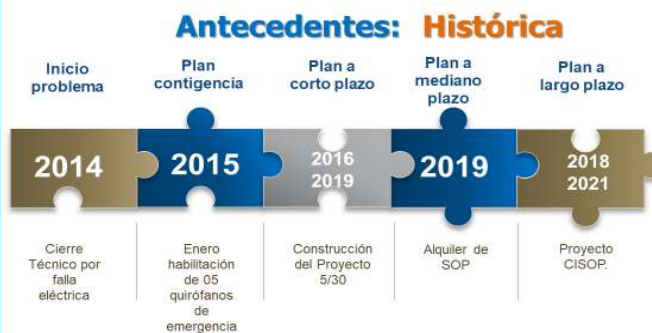 Antecedentes: Histórica
Inicio
problema
Plan
contigencia
Plan a
corto plazo
Plan a
mediano
plazo
Plan a
largo plazo
2014
2015
2016
2019
2019
2018
2021
Cierre
Técnico por
falla
eléctrica
Enero
habilitación
de 05
quirófanos
de
emergencia
Construcción
del Proyecto
5/30
Alquiler de
SOP
Proyecto
CISOP.